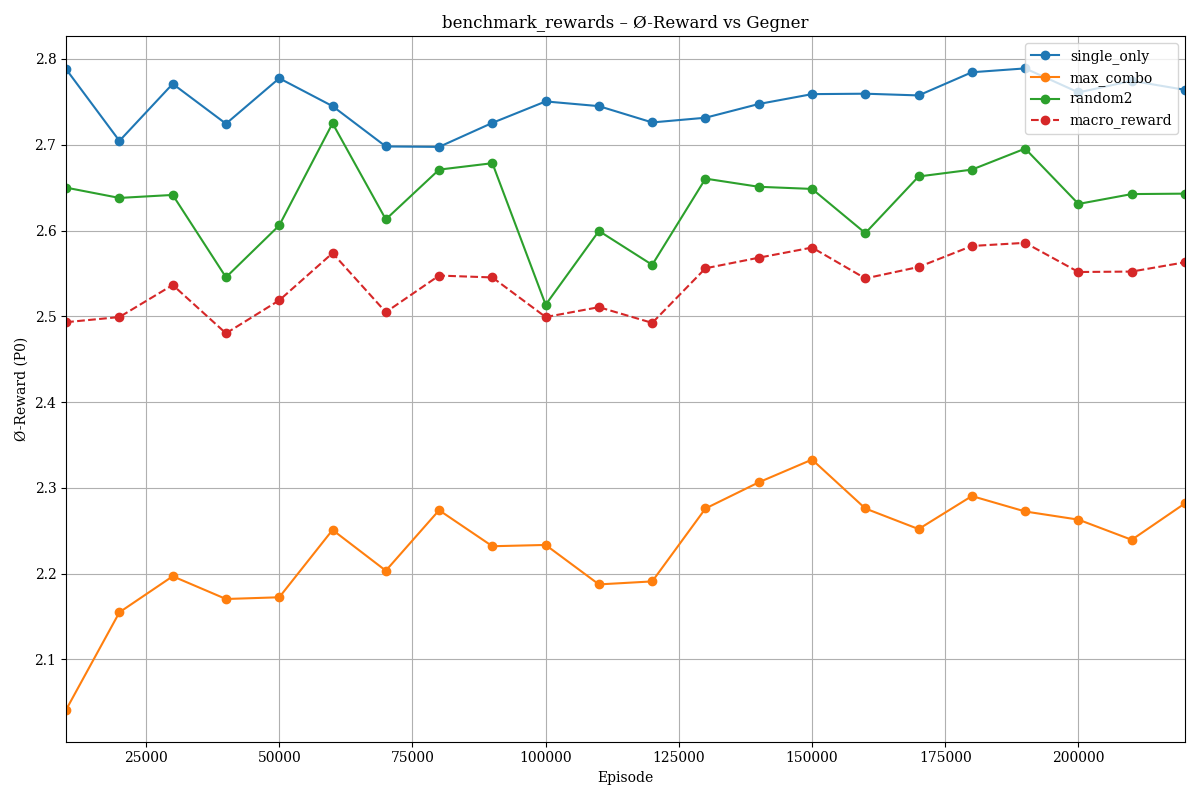 benchmark_rewards – Ø-Reward vs Gegner
single_only
max_combo
random2
macro_reward
Ø-Reward (P0)
2.8
2.7
2.6
2.5
2.4
2.3
2.2
2.1
25000 50000 75000 100000 125000 150000 175000 200000
Episode